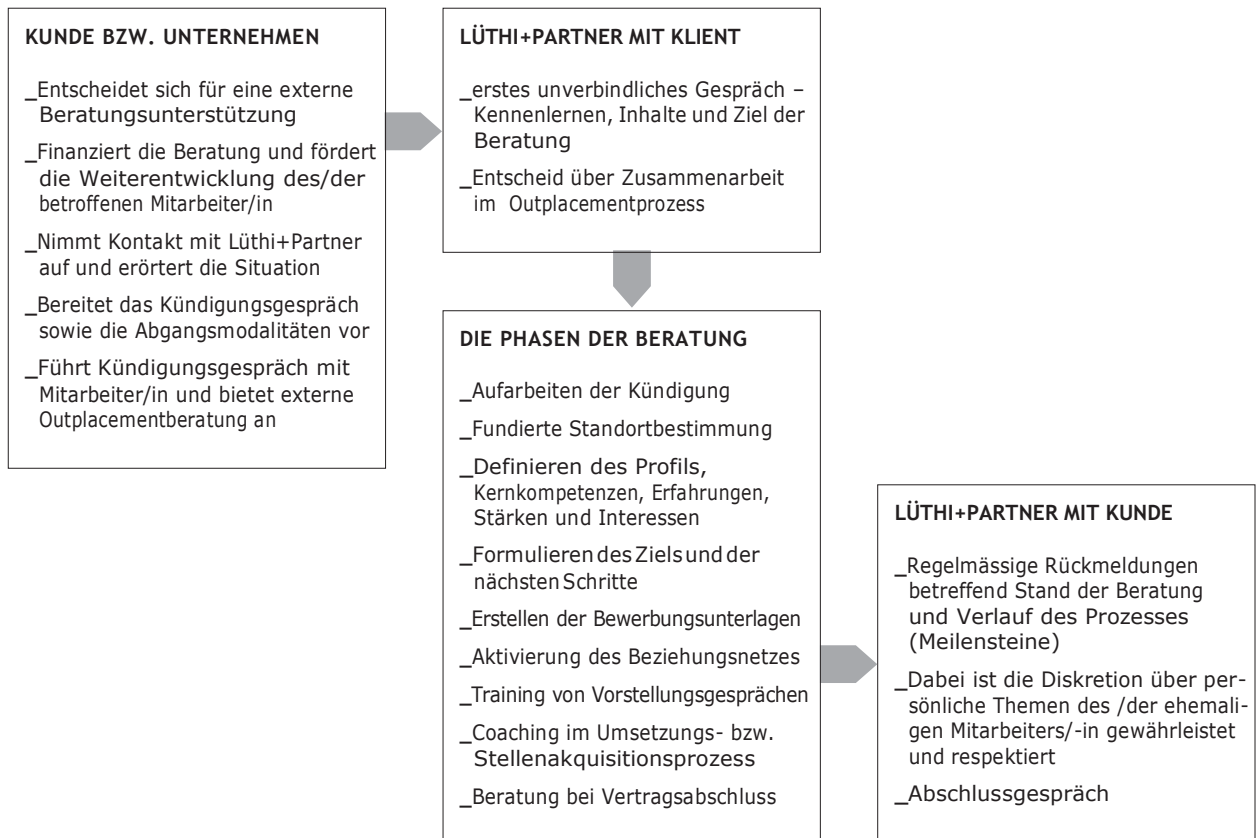 KUNDE BZW. UNTERNEHMEN
_Entscheidet sich für eine externe
Beratungsunterstützung
_Finanziert die Beratung und fördert
die Weiterentwicklung des/der
betroffenen Mitarbeiter/in
_Nimmt Kontakt mit Lüthi+Partner
auf und erörtert die Situation
_Bereitet das Kündigungsgespräch
sowie die Abgangsmodalitäten vor
_Führt Kündigungsgespräch mit
Mitarbeiter/in und bietet externe
Outplacementberatung an
LÜTHI+PARTNER MIT KLIENT
_erstes unverbindliches Gespräch –
Kennenlernen, Inhalte und Ziel der
Beratung
_Entscheid über Zusammenarbeit
im Outplacementprozess
DIE PHASEN DER BERATUNG
_Aufarbeiten der Kündigung
_Fundierte Standortbestimmung
_Definieren des Profils,
Kernkompetenzen, Erfahrungen,
Stärken und Interessen
_Formulieren des Ziels und der
nächsten Schritte
_Erstellen der Bewerbungsunterlagen
_Aktivierung des Beziehungsnetzes
_Training von Vorstellungsgesprächen
_Coaching im Umsetzungs- bzw.
Stellenakquisitionsprozess
_Beratung bei Vertragsabschluss
LÜTHI+PARTNER MIT KUNDE
_Regelmässige Rückmeldungen
betreffend Stand der Beratung
und Verlauf des Prozesses
(Meilensteine)
_Dabei ist die Diskretion über per-
sönliche Themen des /der ehemali-
gen Mitarbeiters/-in gewährleistet
und respektiert
_Abschlussgespräch